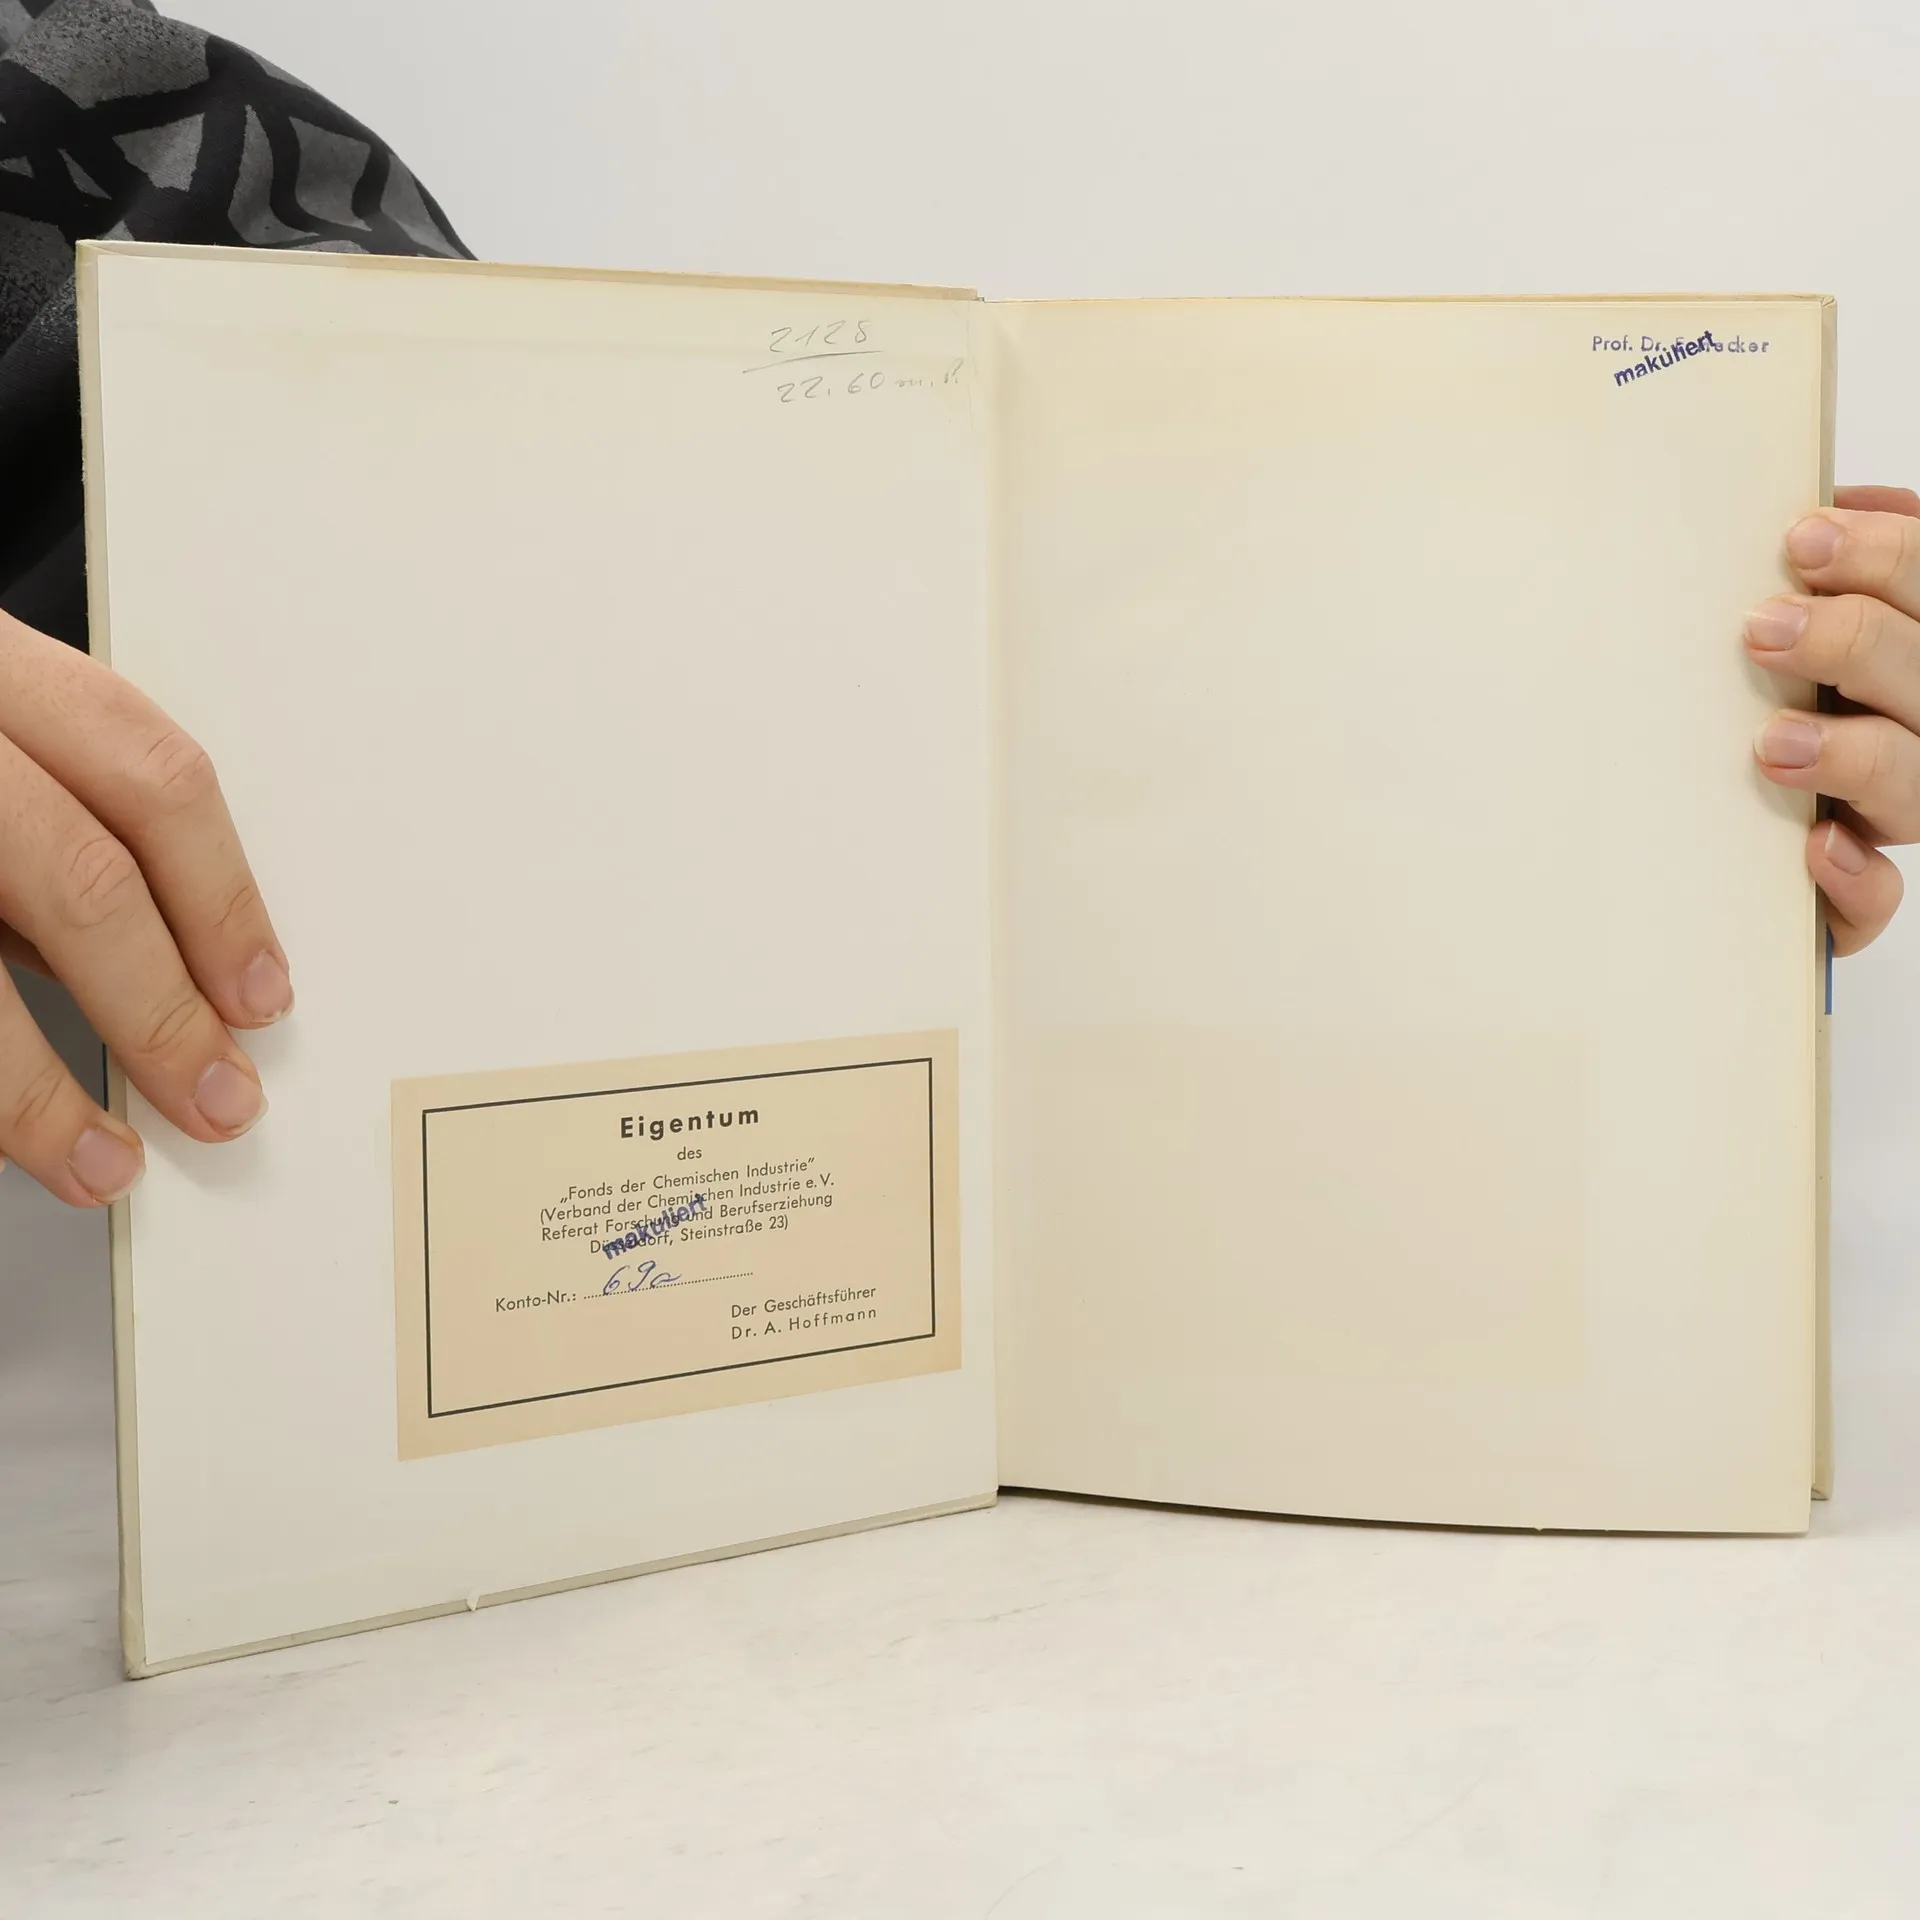 2128
22. 60 m. R.
Prof. Dr.
makuliert
Eigentum
des
„Fonds der Chemischen Industrie”
(Verband der Chemischen Industrie e. V.
Referat Forschung und Berufserziehung
Düsseldorf, Steinstraße 23)
makuliert
Konto-Nr.: 69a
Der Geschäftsführer
Dr. A. Hoffmann